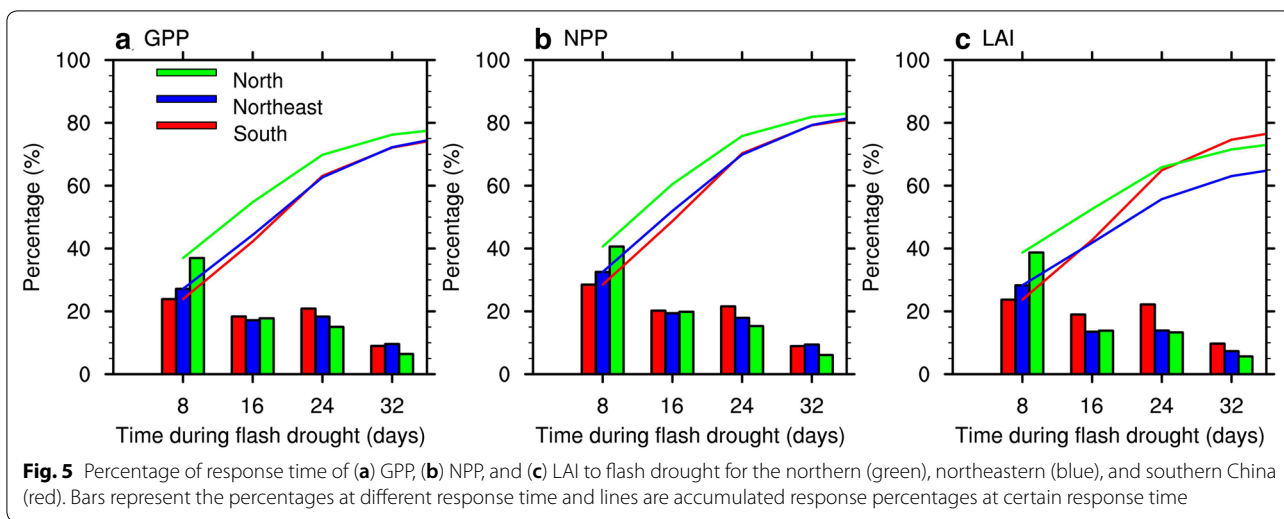 a GPP
b NPP
c LAI
100
80
60
40
20
0
Percentage (%)
North
Northeast
South
8 16 24 32
Time during flash drought (days)
100
80
60
40
20
0
Percentage (%)
8 16 24 32
Time during flash drought (days)
100
80
60
40
20
0
Percentage (%)
8 16 24 32
Time during flash drought (days)
Fig. 5 Percentage of response time of (a) GPP, (b) NPP, and (c) LAI to flash drought for the northern (green), northeastern (blue), and southern China
(red). Bars represent the percentages at different response time and lines are accumulated response percentages at certain response time